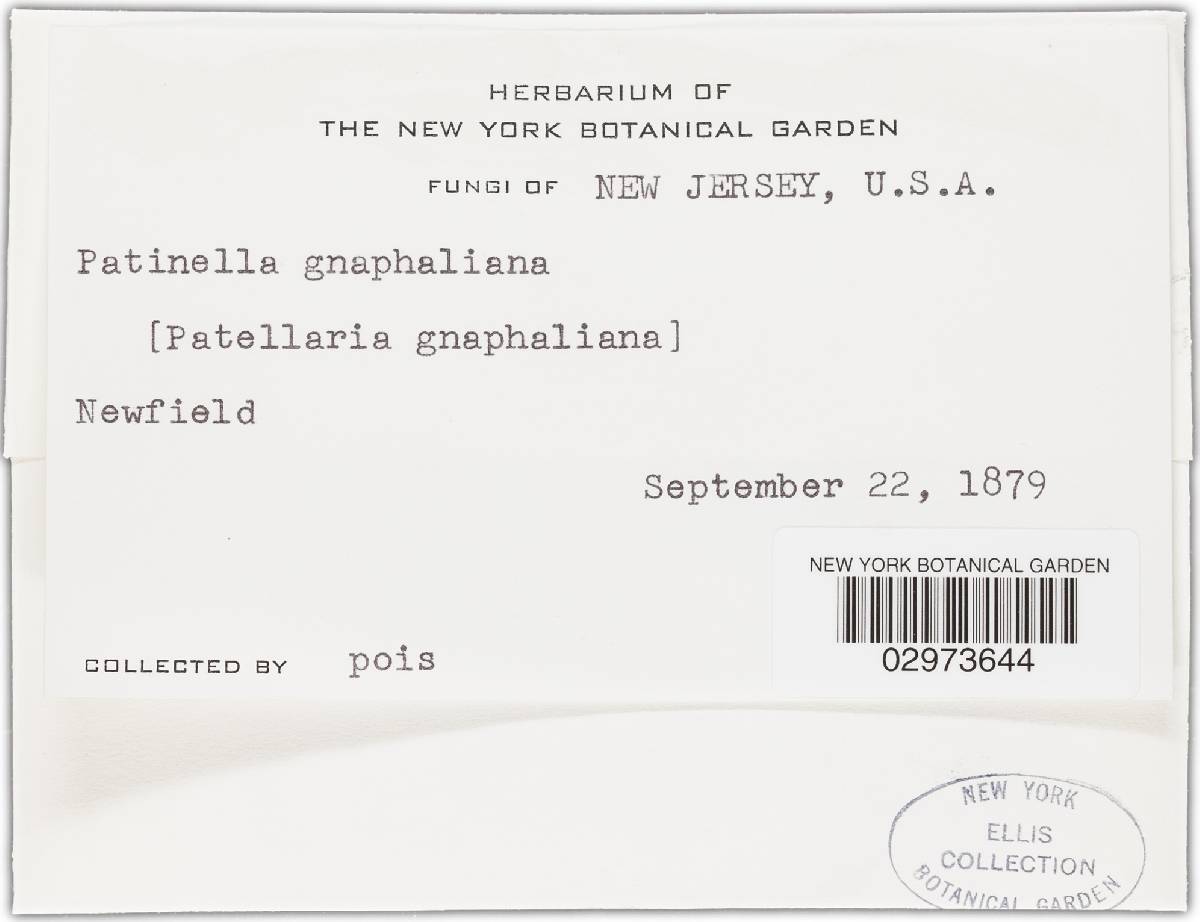 HERBARIUM OF
THE NEW YORK BOTANICAL GARDEN
FUNGI OF NEW JERSEY, U.S.A.
Patinella gnaphaliana
[Patellaria gnaphaliana]
Newfield
September 22, 1879
NEW YORK BOTANICAL GARDEN
02973644
COLLECTED BY pois
NEW YORK
ELLIS
COLLECTION
BOTANICAL GARDEN